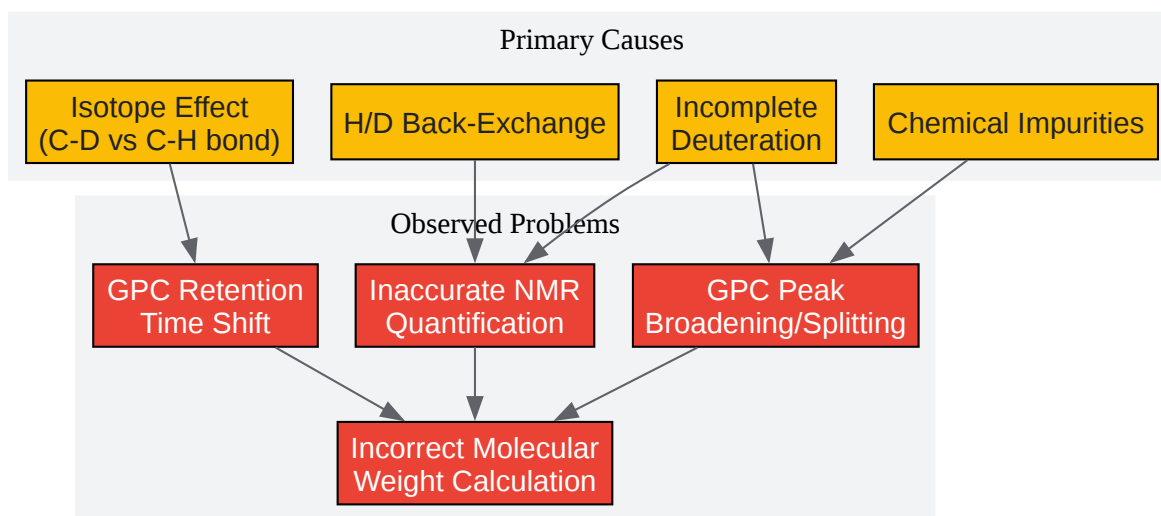 Primary Causes
Isotope Effect
(C-D vs C-H bond)
H/D Back-Exchange
Incomplete
Deuteration
Chemical Impurities
Observed Problems
GPC Retention
Time Shift
Inaccurate NMR
Quantification
GPC Peak
Broadening/Splitting
Incorrect Molecular
Weight Calculation